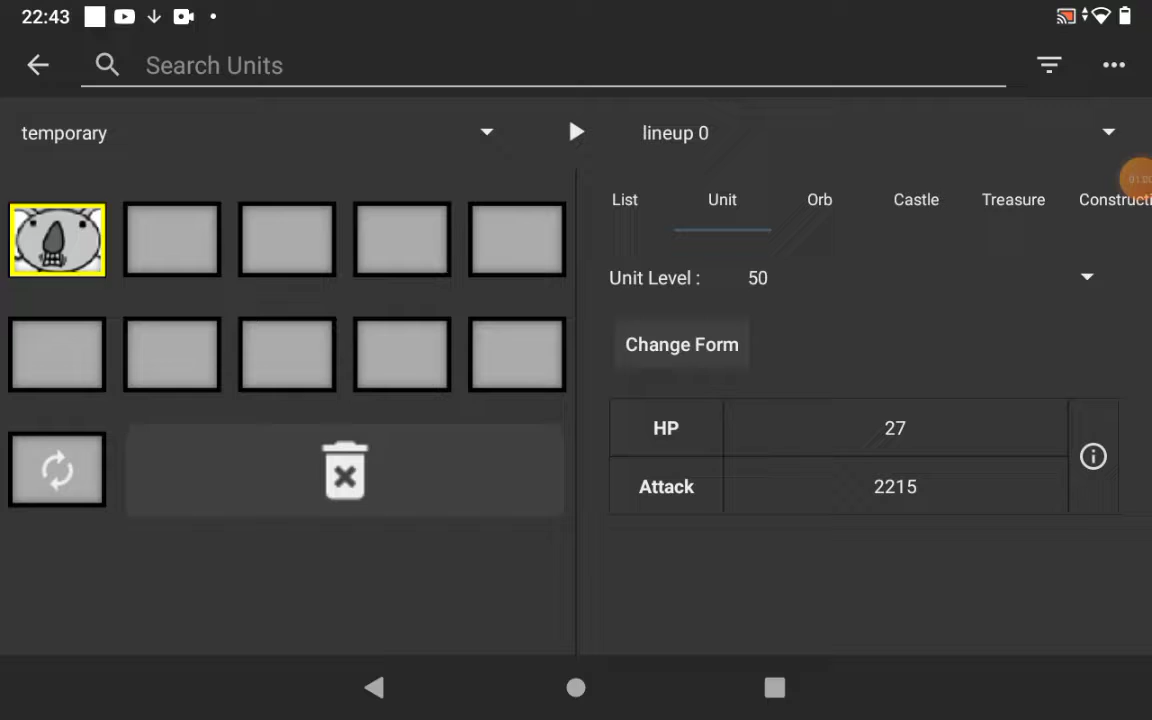 22:43
Search Units
temporary
lineup 0
List Unit Orb Castle Treasure Constructi
Unit Level : 50
Change Form
HP 27
Attack 2215